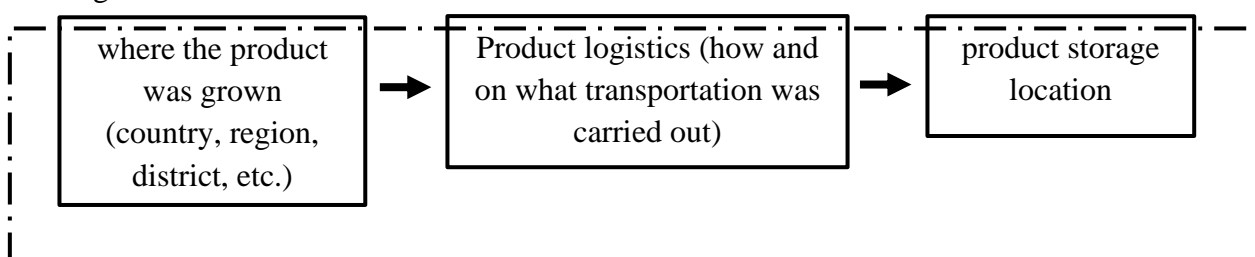 where the product
was grown
(country, region,
district, etc.)
Product logistics (how and
on what transportation was
carried out)
product storage
location